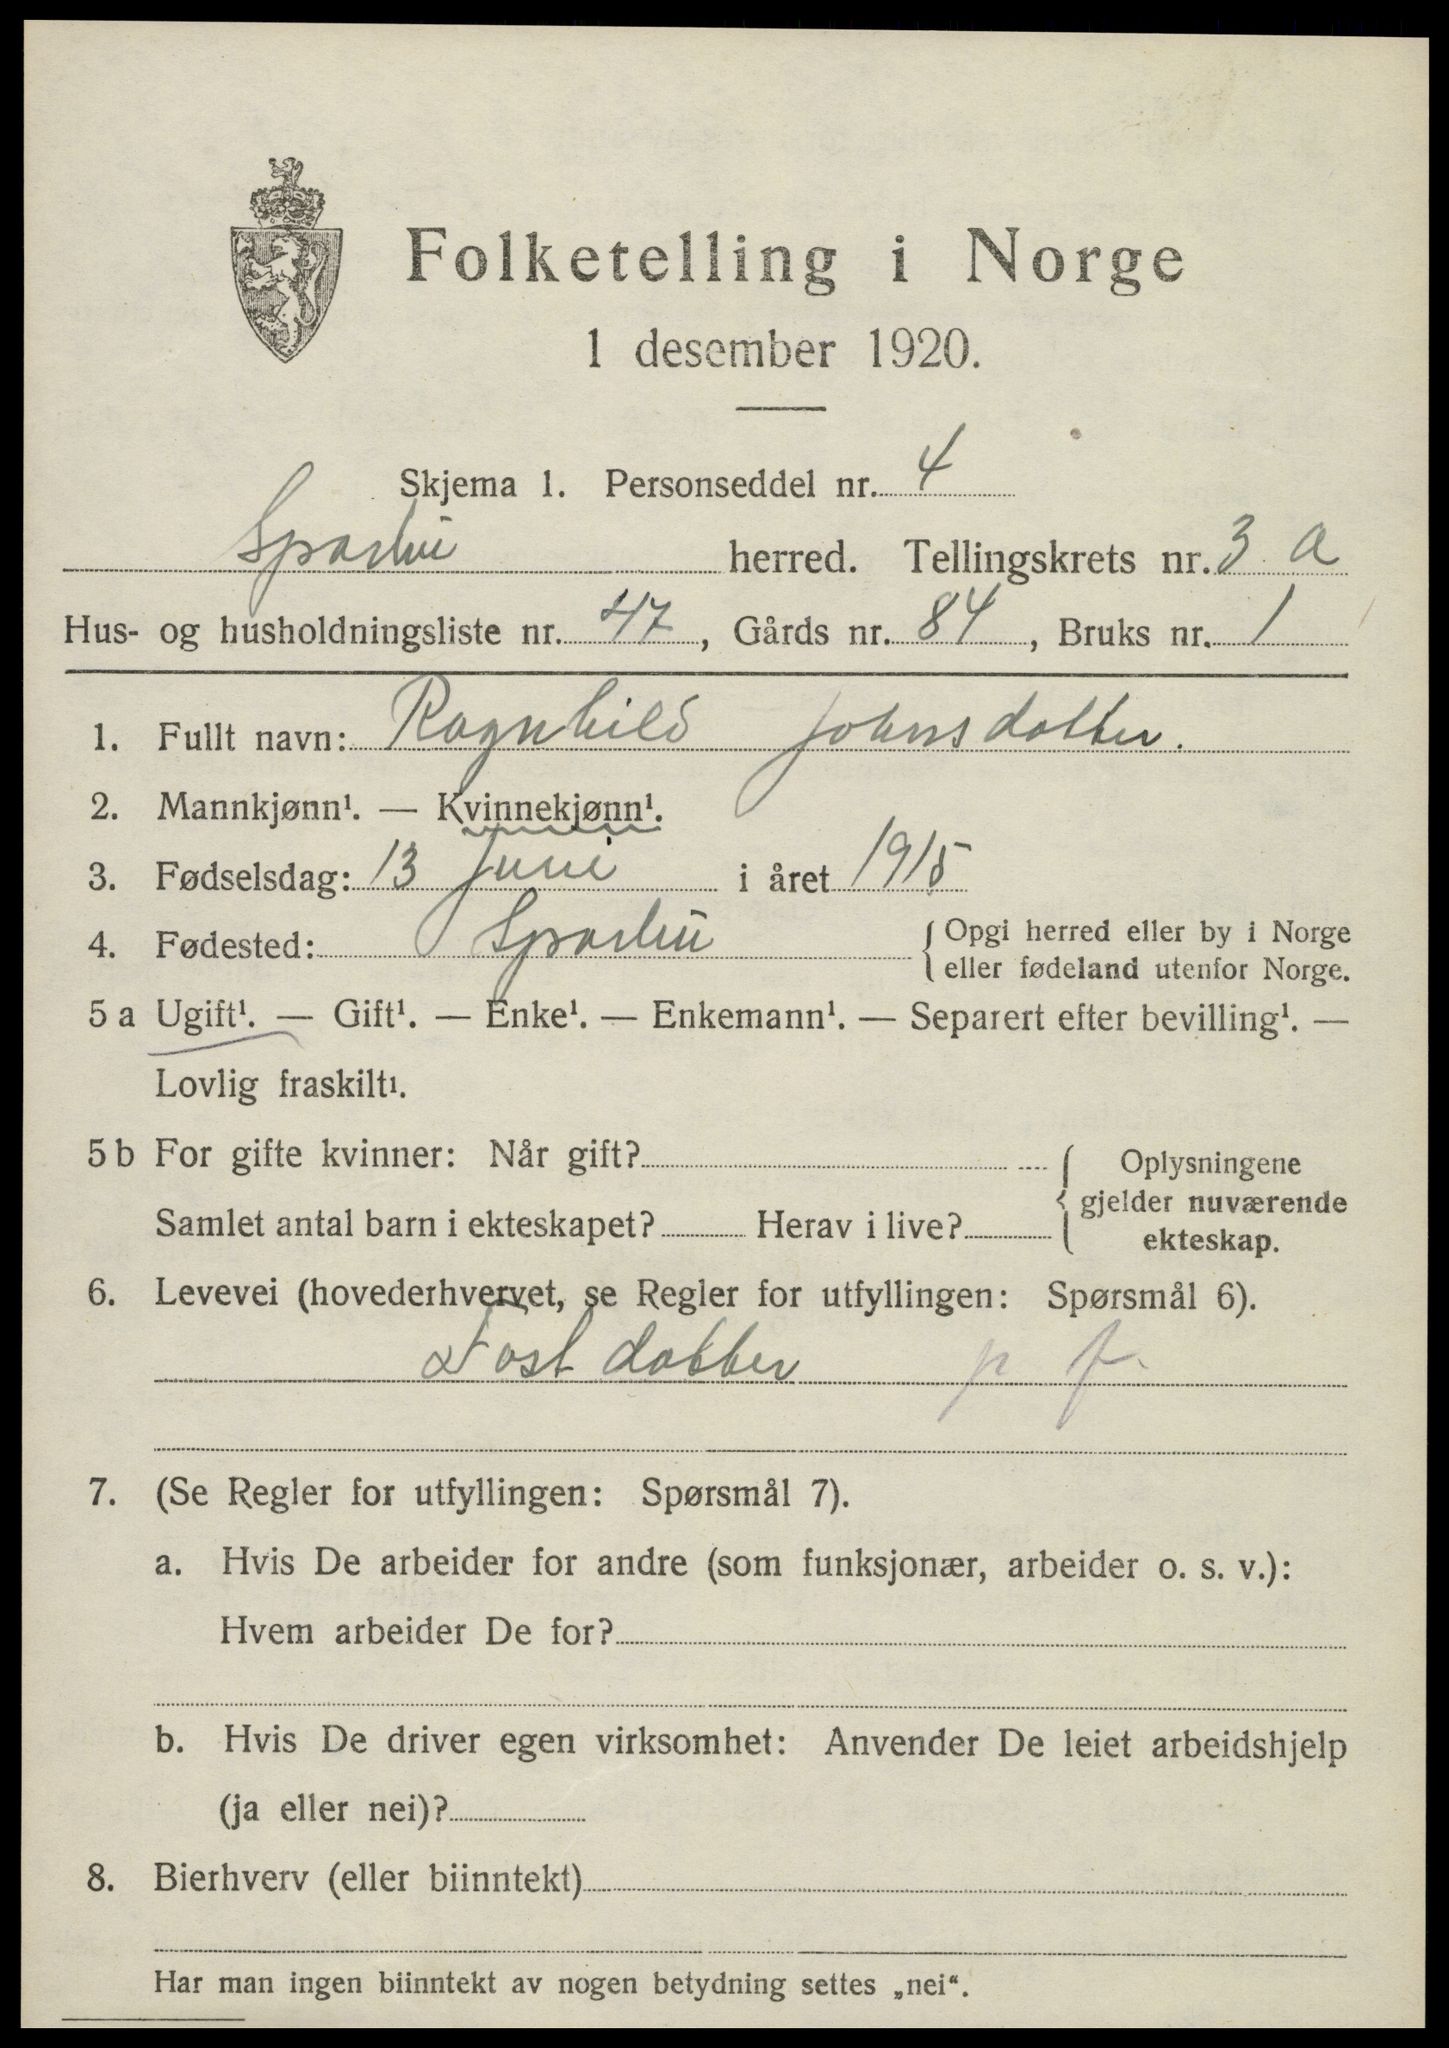 Folketelling i Norge
1 desember 1920.
Skjema 1. Personseddel nr. 4
Sparbu herred. Tellingskrets nr. 3 a
Hus- og husholdningsliste nr. 47, Gårds nr. 84, Bruks nr. 1
1. Fullt navn: Ragnhild Johnsdatter.
2. Mannkjønn¹. — Kvinnekjønn¹.
3. Fødselsdag: 13 Juni i året 1915
4. Fødested: Sparbu { Opgi herred eller by i Norge
eller fødeland utenfor Norge.
5 a Ugift¹. — Gift¹. — Enke¹. — Enkemann¹. — Separert efter bevilling¹. —
Lovlig fraskilt¹.
5 b For gifte kvinner: Når gift? { Oplysningene
gjelder nuværende
Samlet antal barn i ekteskapet? Herav i live?
ekteskap.
6. Levevei (hovederhvervet, se Regler for utfyllingen: Spørsmål 6).
Fostdatter p f.
7. (Se Regler for utfyllingen: Spørsmål 7).
a. Hvis De arbeider for andre (som funksjonær, arbeider o. s. v.):
Hvem arbeider De for?
b. Hvis De driver egen virksomhet: Anvender De leiet arbeidshjelp
(ja eller nei)?
8. Bierhverv (eller biinntekt)
Har man ingen biinntekt av nogen betydning settes „nei“.